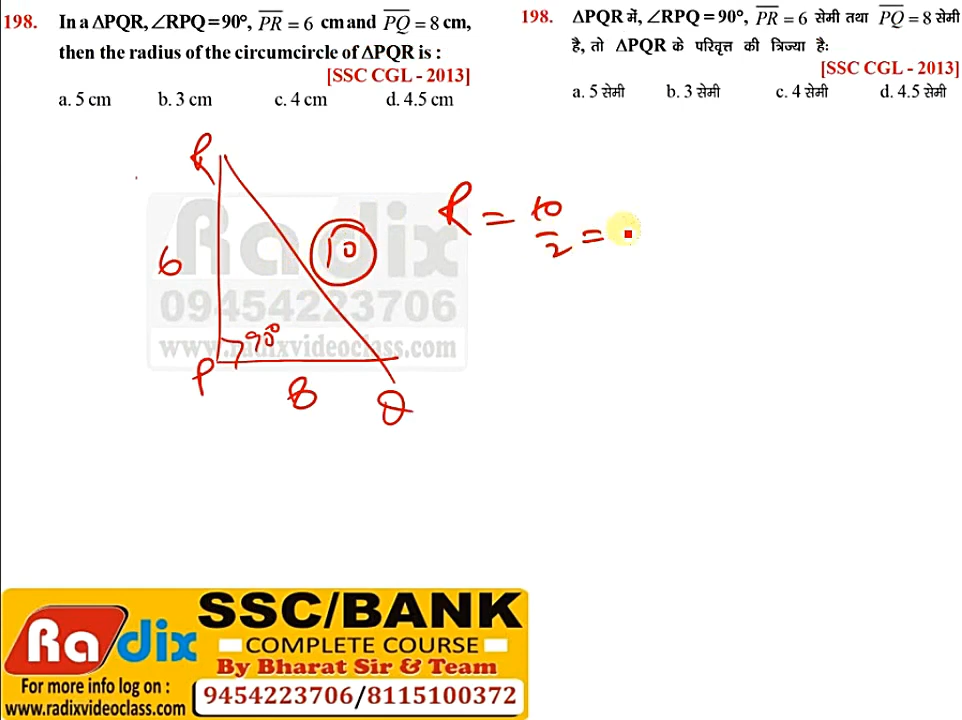 198. In a ΔPQR, ∠RPQ = 90°, P̅R̅ = 6 cm and P̅Q̅ = 8 cm,
then the radius of the circumcircle of ΔPQR is :
[SSC CGL - 2013]
a. 5 cm b. 3 cm c. 4 cm d. 4.5 cm
198. ΔPQR में, ∠RPQ = 90°, P̅R̅ = 6 सेमी तथा P̅Q̅ = 8 सेमी
है, तो ΔPQR के परिवृत्त की त्रिज्या है:
[SSC CGL - 2013]
a. 5 सेमी b. 3 सेमी c. 4 सेमी d. 4.5 सेमी
R
6
10
90°
P
8
Q
R = 10/2 =
Radix
09454223706
www.radixvideoclass.com
Radix
For more info log on :
www.radixvideoclass.com
SSC/BANK
COMPLETE COURSE
By Bharat Sir & Team
9454223706/8115100372